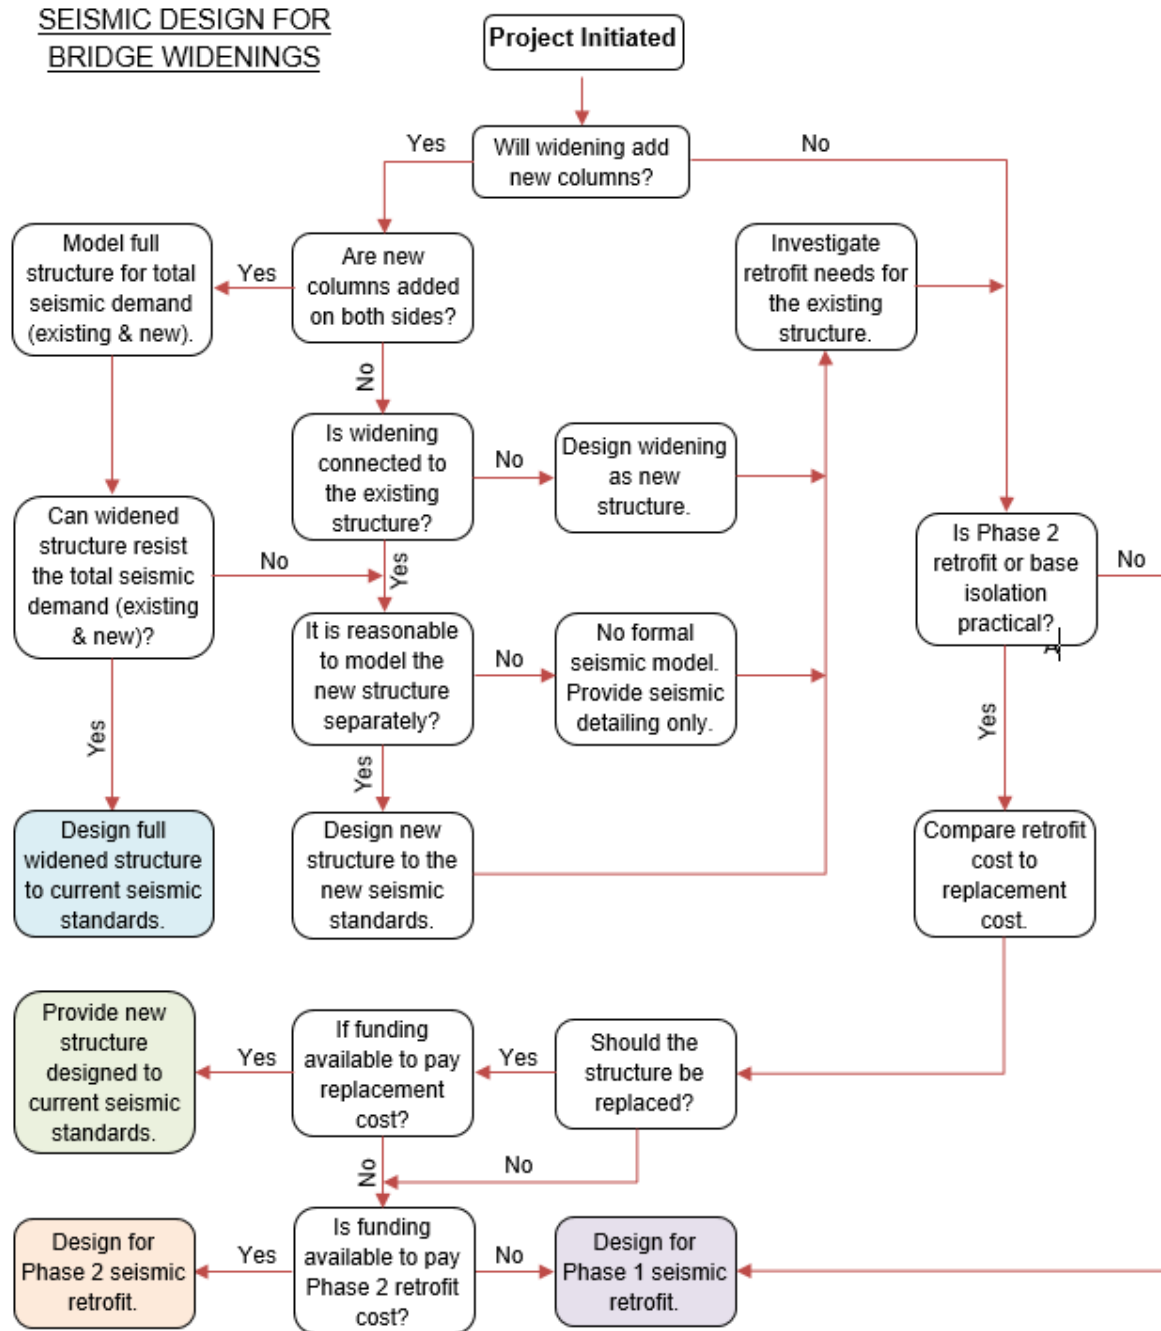 SEISMIC DESIGN FOR
BRIDGE WIDENINGS
Project Initiated
Will widening add
new columns?
Yes
No
Model full
structure for total
seismic demand
(existing & new).
Yes
Are new
columns added
on both sides?
Investigate
retrofit needs for
the existing
structure.
No
Is widening
connected to
the existing
structure?
No
Design widening
as new
structure.
Can widened
structure resist
the total seismic
demand (existing
& new)?
No
Yes
Is Phase 2
retrofit or base
isolation
practical?
No
It is reasonable
to model the
new structure
separately?
No
No formal
seismic model.
Provide seismic
detailing only.
Yes
Yes
Yes
Design full
widened structure
to current seismic
standards.
Design new
structure to the
new seismic
standards.
Compare retrofit
cost to
replacement
cost.
Provide new
structure
designed to
current seismic
standards.
Yes
If funding
available to pay
replacement
cost?
Yes
Should the
structure be
replaced?
No
No
Design for
Phase 2 seismic
retrofit.
Yes
Is funding
available to pay
Phase 2 retrofit
cost?
No
Design for
Phase 1 seismic
retrofit.